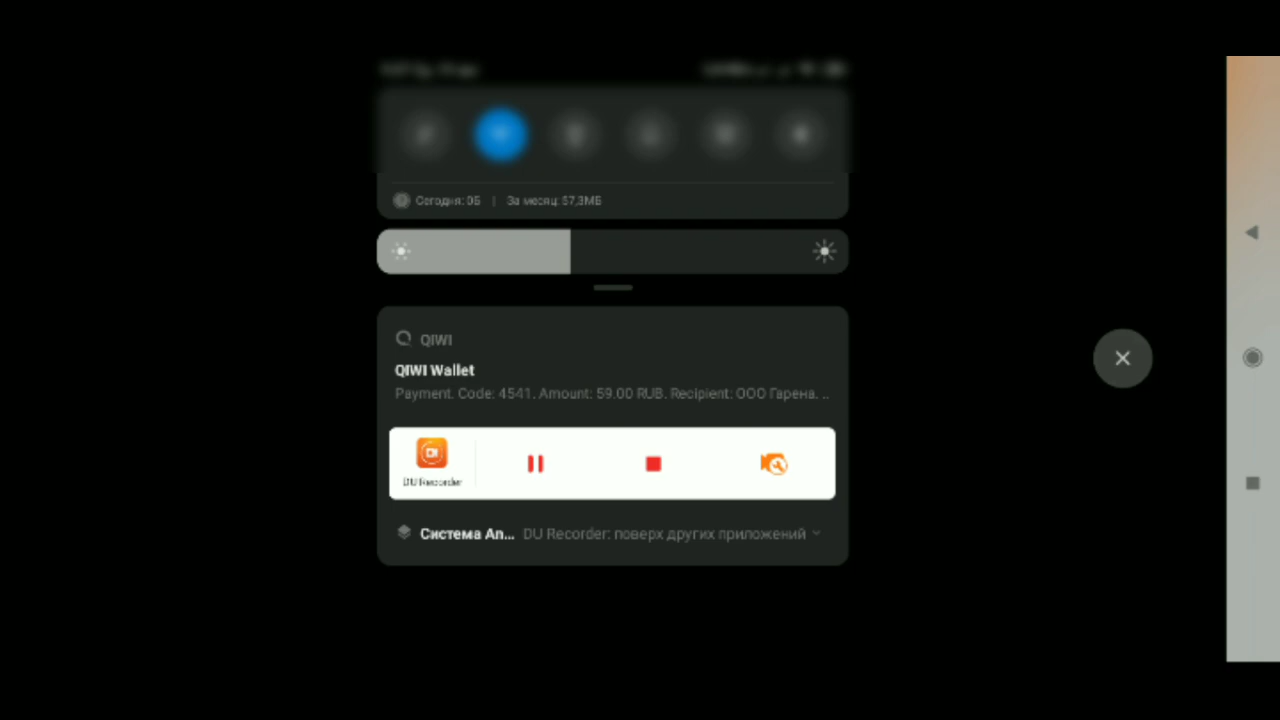 Сегодня: 0Б | За месяц: 57,3МБ
QIWI
QIWI Wallet
Payment. Code: 4541. Amount: 59.00 RUB. Recipient: ООО Гарена. ..
DU Recorder
Система An... DU Recorder: поверх других приложений